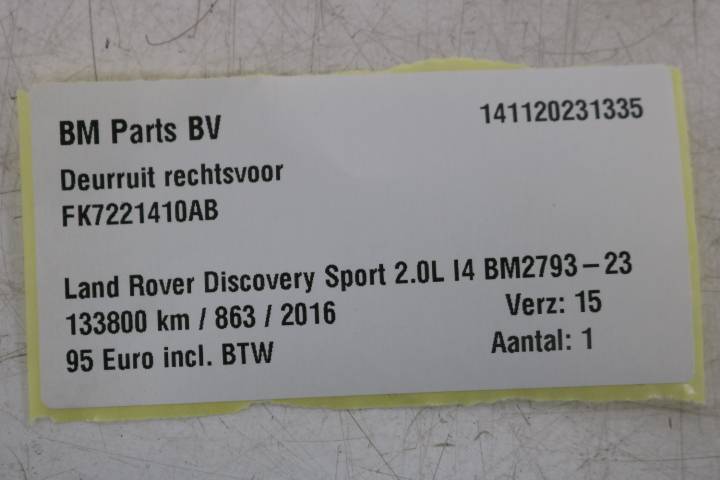 BM Parts BV 141120231335
Deurruit rechtsvoor
FK7221410AB
Land Rover Discovery Sport 2.0L I4 BM2793-23
133800 km / 863 / 2016 Verz: 15
95 Euro incl. BTW Aantal: 1